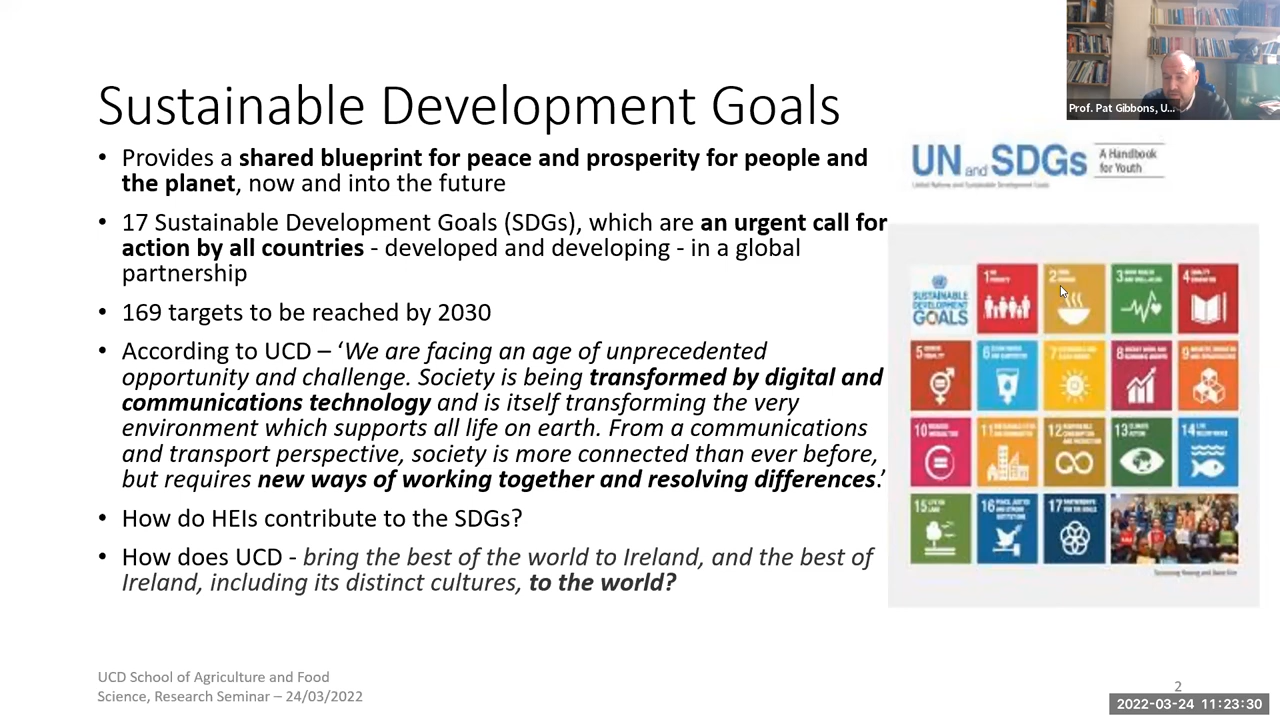 Prof. Pat Gibbons, U...
Sustainable Development Goals
• Provides a shared blueprint for peace and prosperity for people and
the planet, now and into the future
• 17 Sustainable Development Goals (SDGs), which are an urgent call for
action by all countries - developed and developing - in a global
partnership
• 169 targets to be reached by 2030
• According to UCD – ‘We are facing an age of unprecedented
opportunity and challenge. Society is being transformed by digital and
communications technology and is itself transforming the very
environment which supports all life on earth. From a communications
and transport perspective, society is more connected than ever before,
but requires new ways of working together and resolving differences.’
• How do HEIs contribute to the SDGs?
• How does UCD - bring the best of the world to Ireland, and the best of
Ireland, including its distinct cultures, to the world?
UN and SDGs
A Handbook
for Youth
SUSTAINABLE
DEVELOPMENT
GOALS
1
2
3
4
5
6
7
8
9
10
11
12
13
14
15
16
17
UCD School of Agriculture and Food
Science, Research Seminar – 24/03/2022
2
2022-03-24 11:23:30